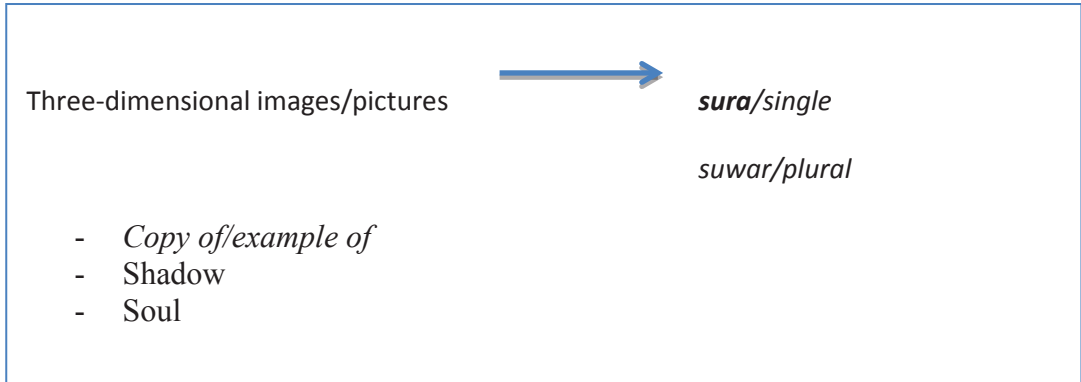 Three-dimensional images/pictures sura/single
suwar/plural
- Copy of/example of
- Shadow
- Soul